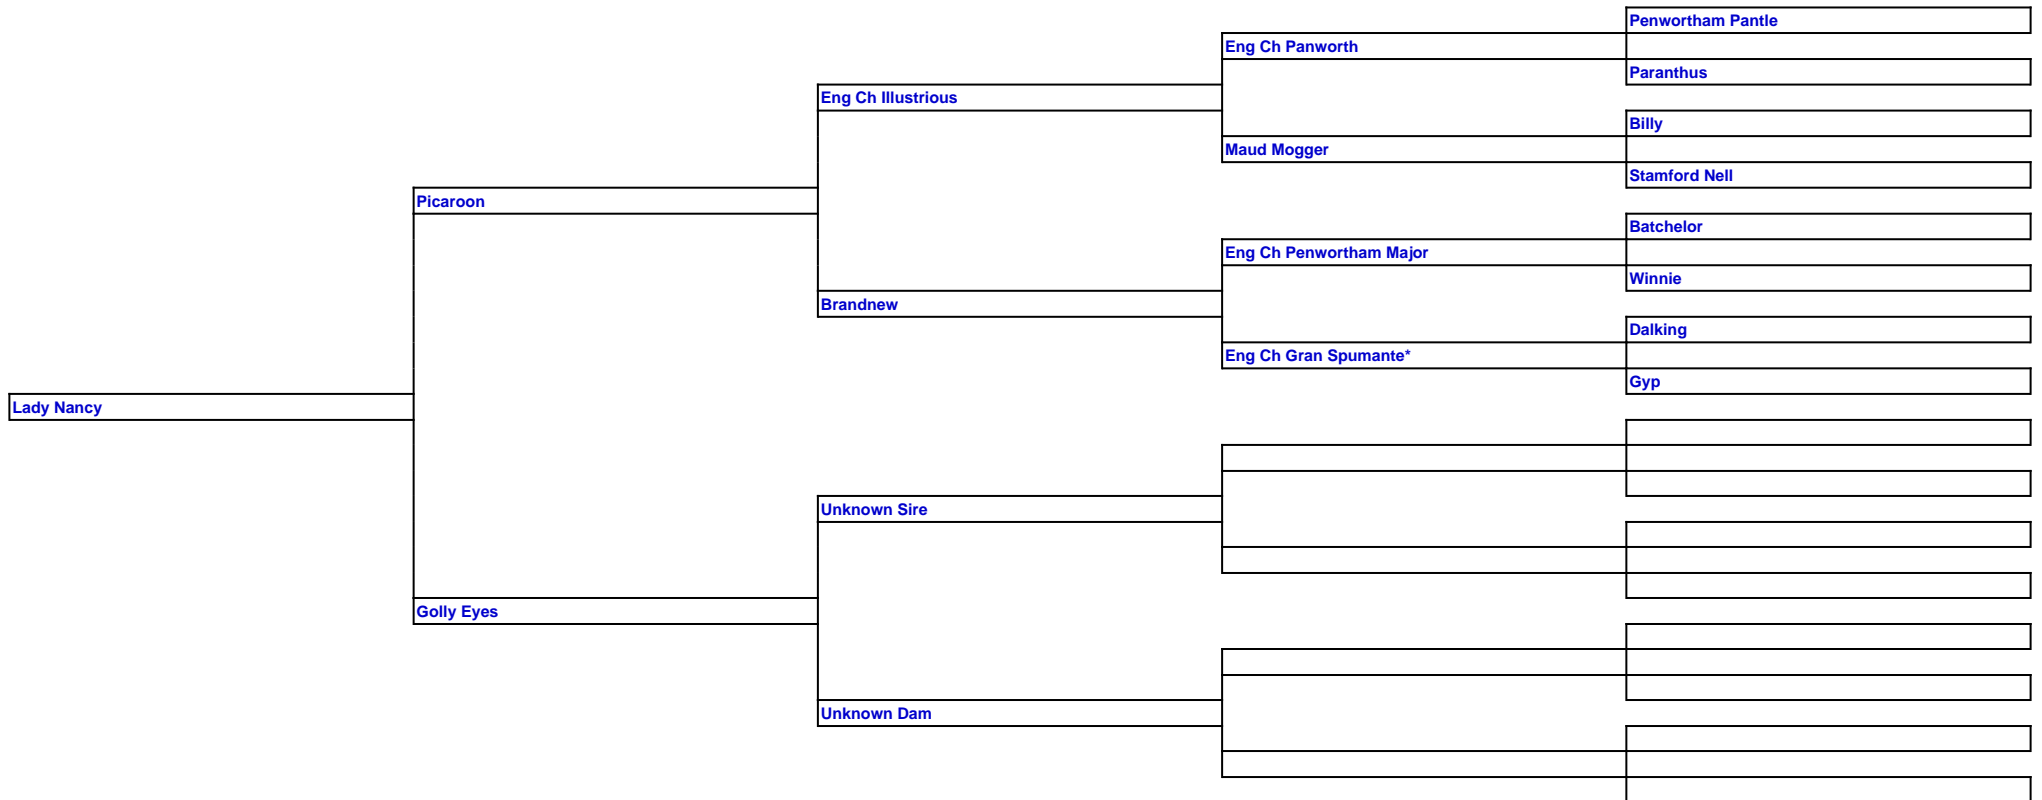 Penwortham Pantle
Eng Ch Panworth
Paranthus
Eng Ch Illustrious
Billy
Maud Mogger
Stamford Nell
Picaroon
Batchelor
Eng Ch Penwortham Major
Winnie
Brandnew
Dalking
Eng Ch Gran Spumante*
Gyp
Lady Nancy
Unknown Sire
Golly Eyes
Unknown Dam